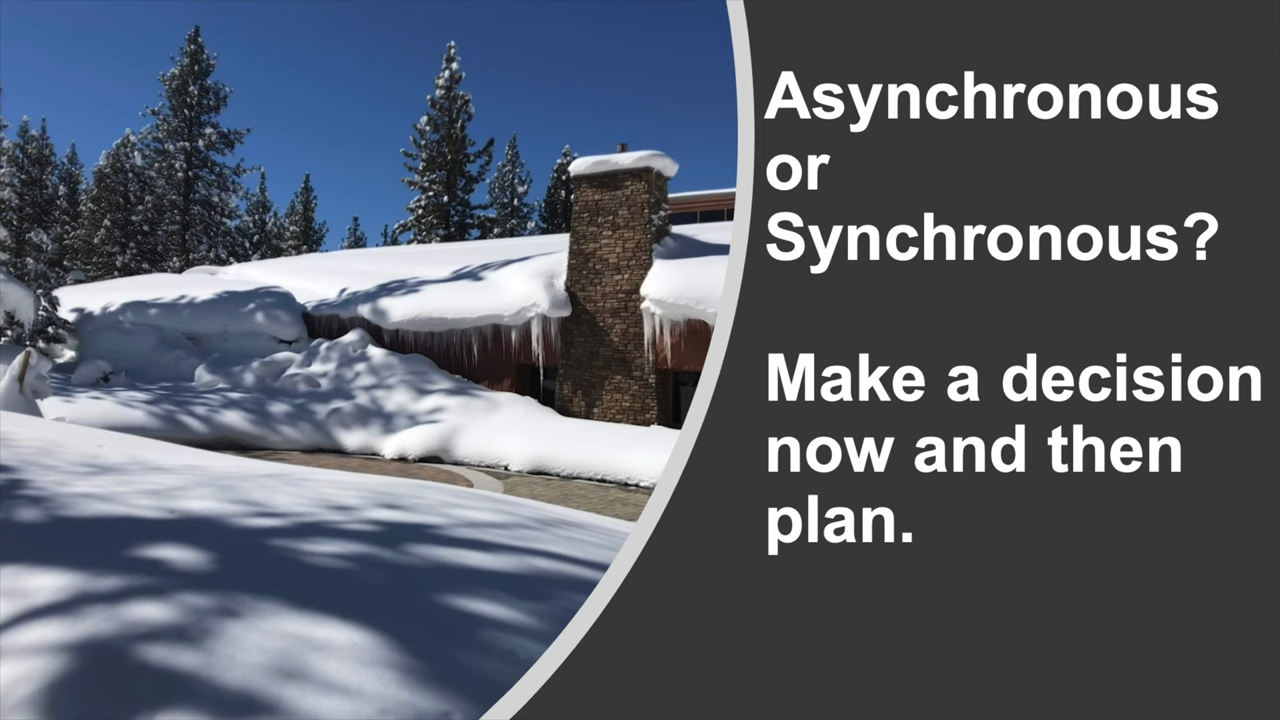 Asynchronous
or
Synchronous?
Make a decision
now and then
plan.